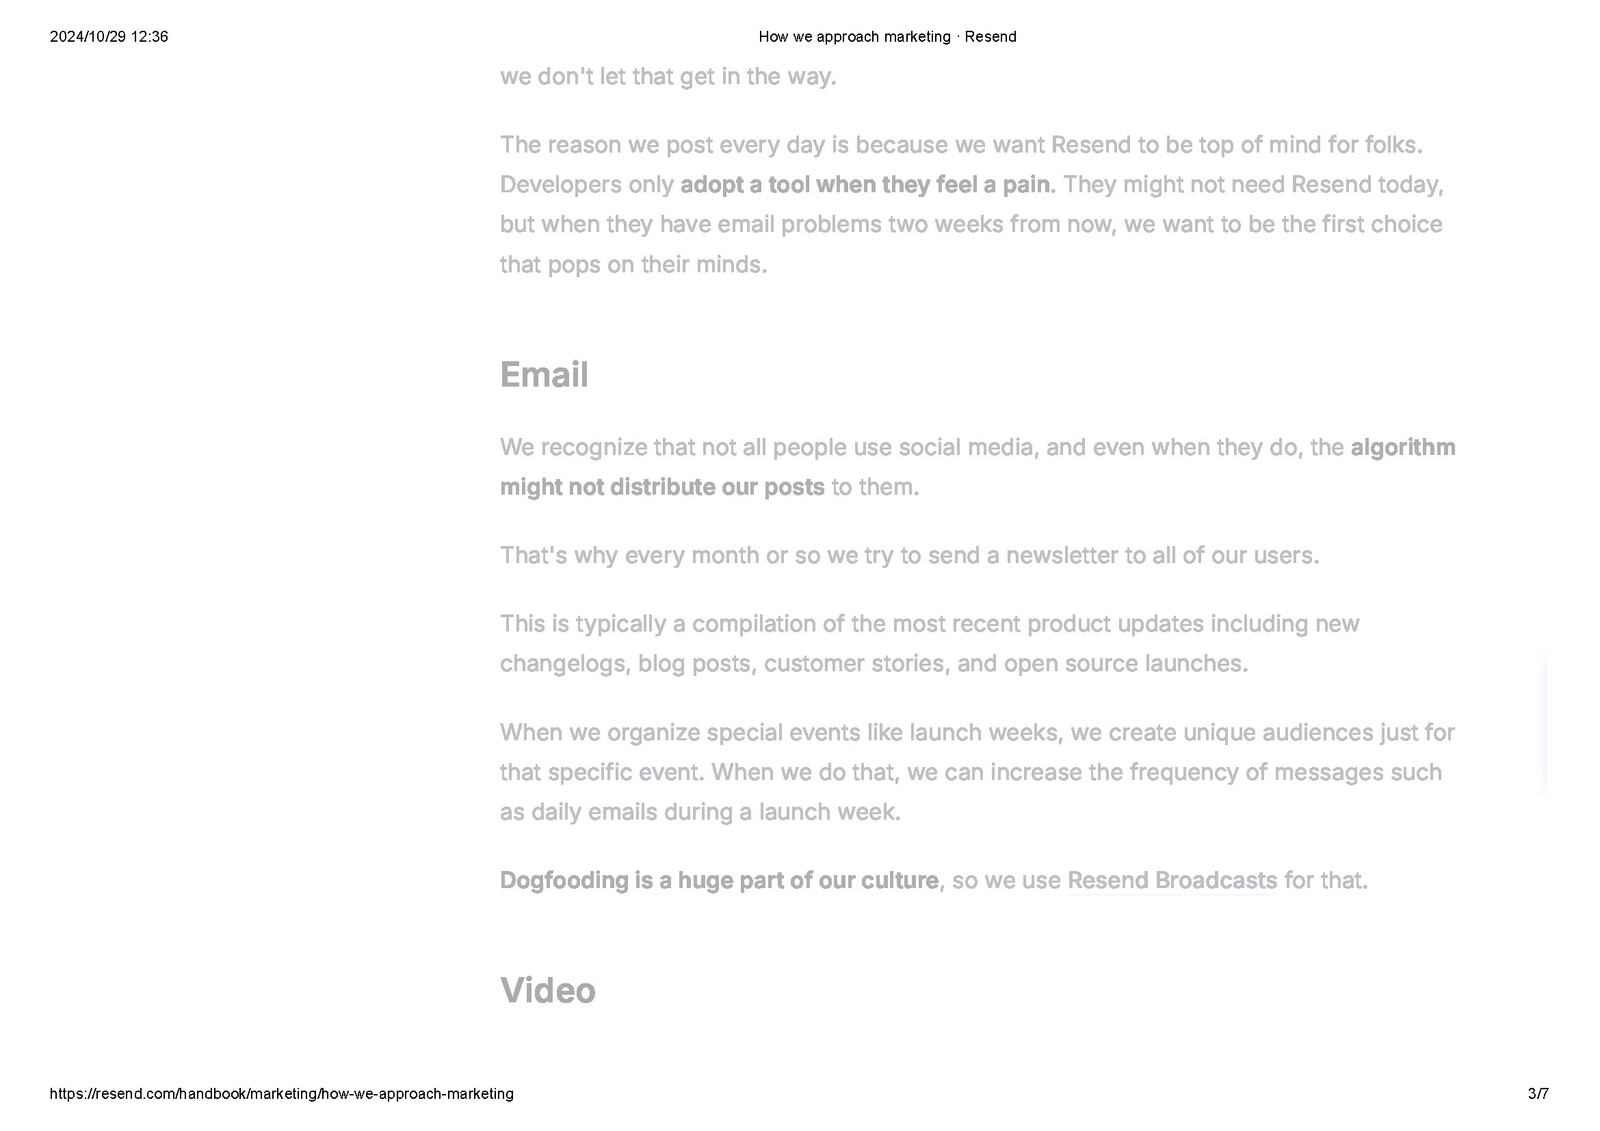 2024/10/29 12:36
How we approach marketing · Resend
we don't let that get in the way.
The reason we post every day is because we want Resend to be top of mind for folks.
Developers only adopt a tool when they feel a pain. They might not need Resend today,
but when they have email problems two weeks from now, we want to be the first choice
that pops on their minds.
Email
We recognize that not all people use social media, and even when they do, the algorithm
might not distribute our posts to them.
That's why every month or so we try to send a newsletter to all of our users.
This is typically a compilation of the most recent product updates including new
changelogs, blog posts, customer stories, and open source launches.
When we organize special events like launch weeks, we create unique audiences just for
that specific event. When we do that, we can increase the frequency of messages such
as daily emails during a launch week.
Dogfooding is a huge part of our culture, so we use Resend Broadcasts for that.
Video
https://resend.com/handbook/marketing/how-we-approach-marketing
3/7